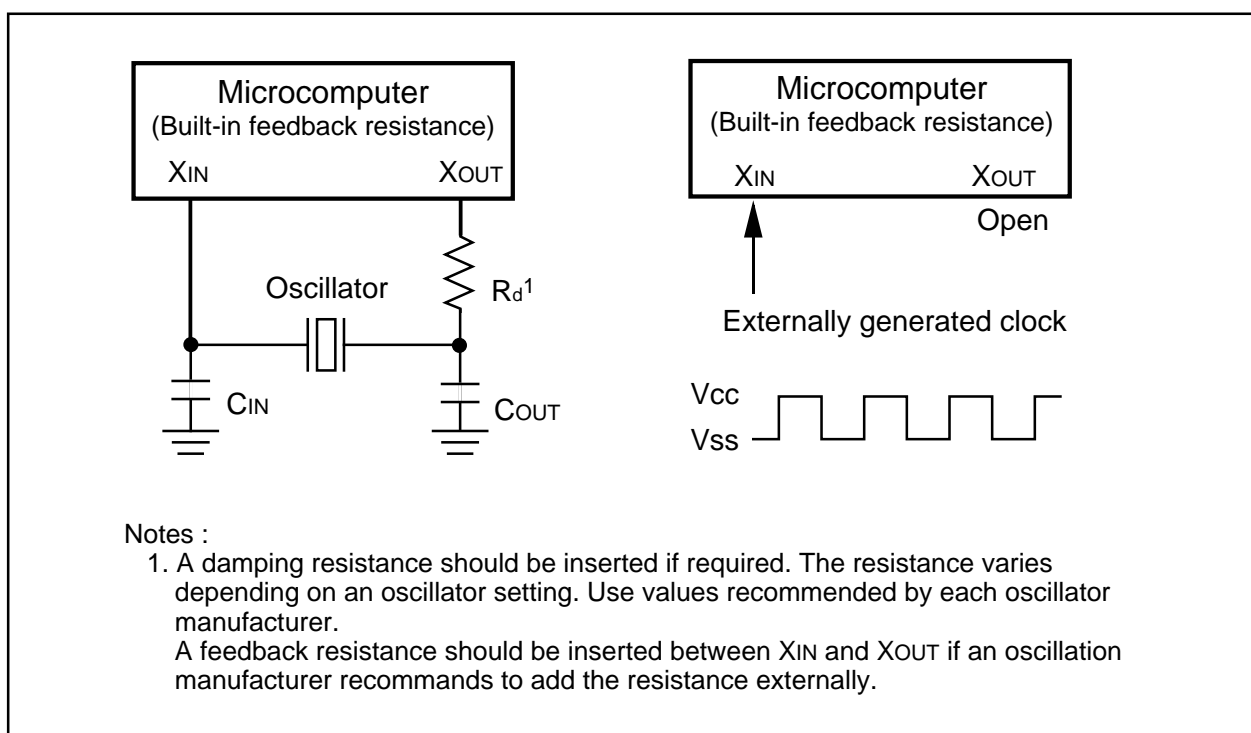 Microcomputer
(Built-in feedback resistance)
XIN XOUT
Oscillator
Rd1
CIN
COUT
Microcomputer
(Built-in feedback resistance)
XIN XOUT
Open
Externally generated clock
Vcc
Vss
Notes :
1. A damping resistance should be inserted if required. The resistance varies
depending on an oscillator setting. Use values recommended by each oscillator
manufacturer.
A feedback resistance should be inserted between XIN and XOUT if an oscillation
manufacturer recommands to add the resistance externally.